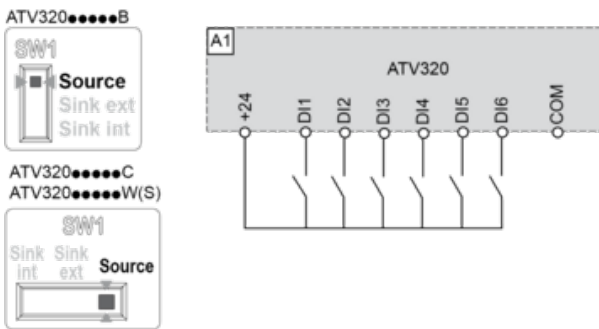 ATV320●●●●●B
SW1
Source
Sink ext
Sink int
ATV320●●●●●C
ATV320●●●●●W(S)
SW1
Sink int
Sink ext
Source
A1
ATV320
+24
DI1
DI2
DI3
DI4
DI5
DI6
COM